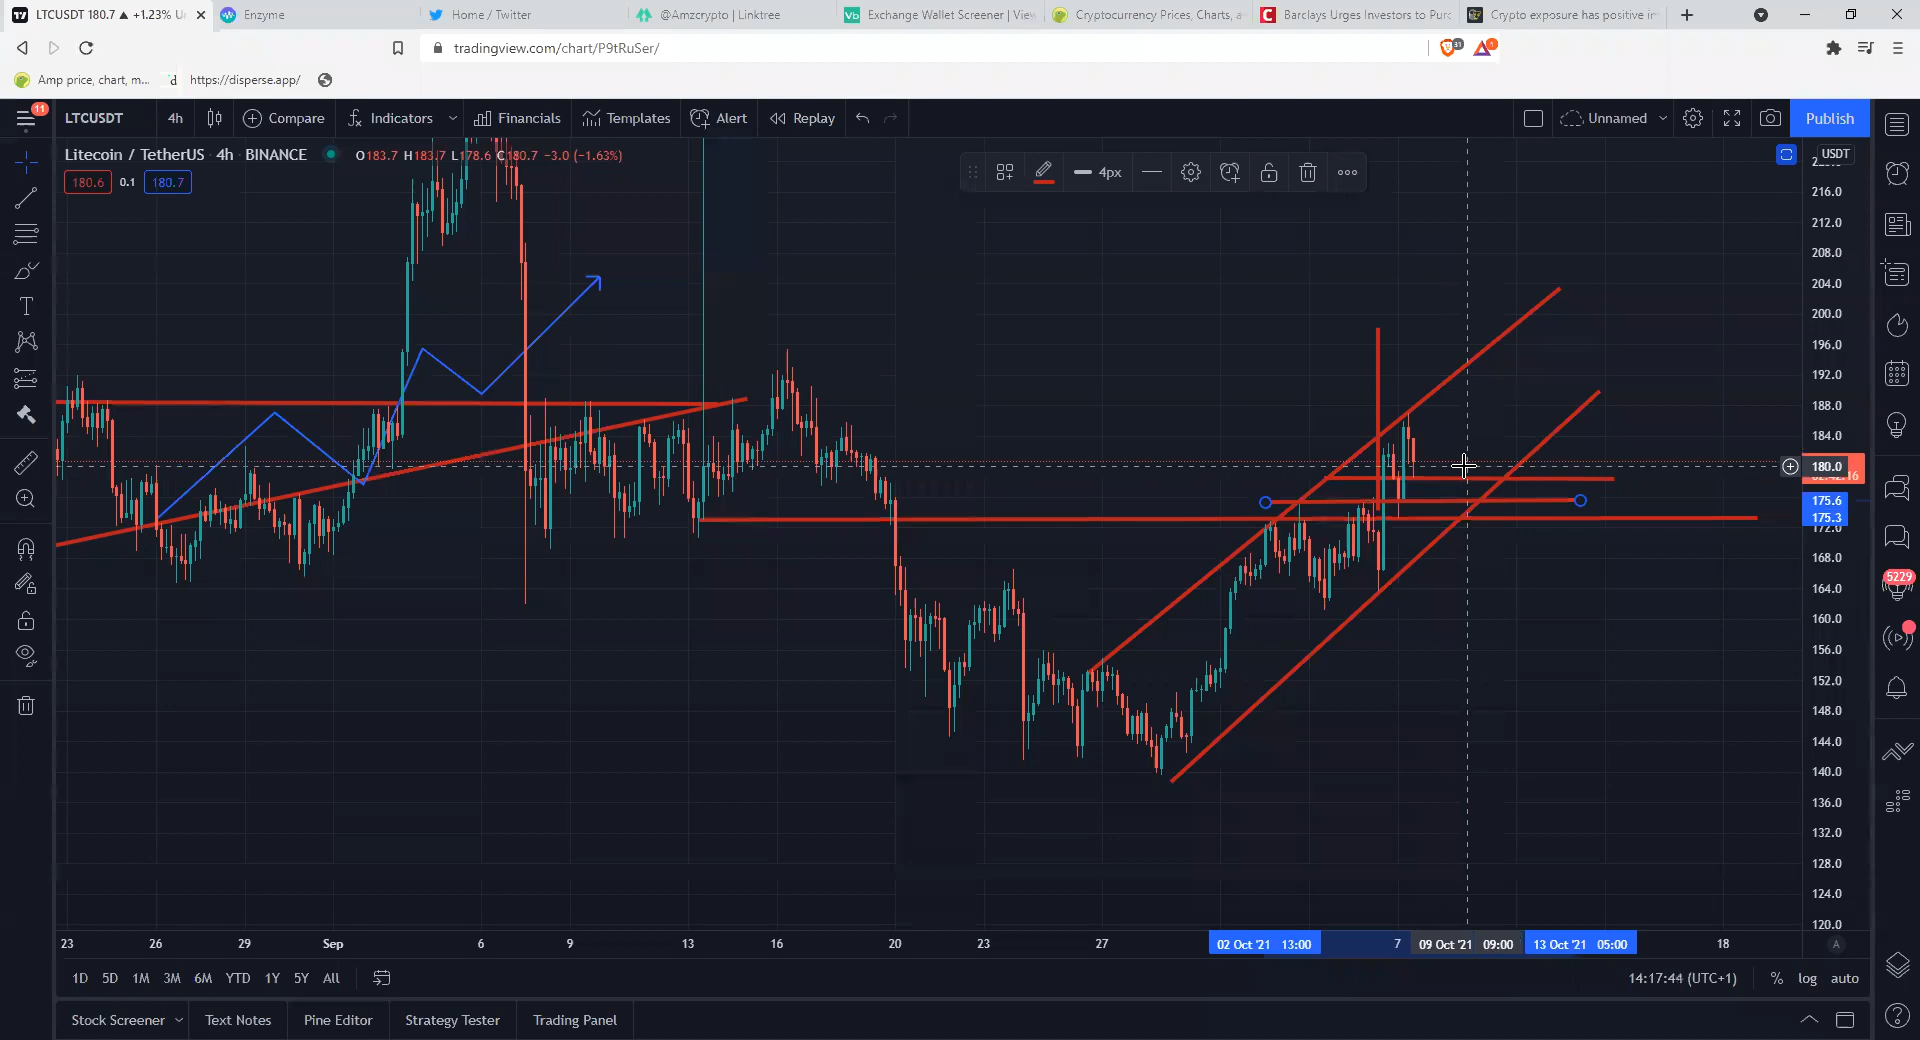 LTCUSDT 180.7 ▲ +1.23% U
Enzyme
Home / Twitter
@Amzcrypto | Linktree
Exchange Wallet Screener | View
Cryptocurrency Prices, Charts, a
Barclays Urges Investors to Purc
Crypto exposure has positive im
tradingview.com/chart/P9tRuSer/
31
1
Amp price, chart, m...
d https://disperse.app/
11
LTCUSDT
4h
Compare
Indicators
Financials
Templates
Alert
Replay
Unnamed
Publish
Litecoin / TetherUS · 4h · BINANCE
O183.7 H183.7 L178.6 C180.7 −3.0 (−1.63%)
180.6
0.1
180.7
4px
USDT
216.0
212.0
208.0
204.0
200.0
196.0
192.0
188.0
184.0
180.0
175.6
175.3
172.0
168.0
164.0
160.0
156.0
152.0
148.0
144.0
140.0
136.0
132.0
128.0
124.0
120.0
5229
23
26
29
Sep
6
9
13
16
20
23
27
02 Oct '21 13:00
7
09 Oct '21 09:00
13 Oct '21 05:00
18
A
1D
5D
1M
3M
6M
YTD
1Y
5Y
All
14:17:44 (UTC+1)
%
log
auto
Stock Screener
Text Notes
Pine Editor
Strategy Tester
Trading Panel